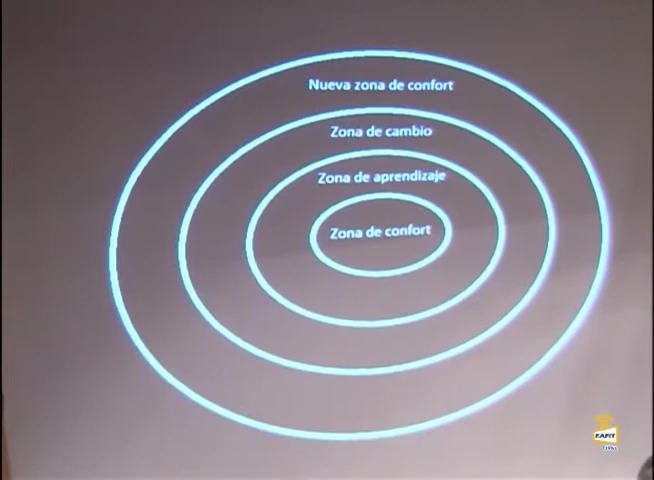 Nueva zona de confort
Zona de cambio
Zona de aprendizaje
Zona de confort
EAFIT